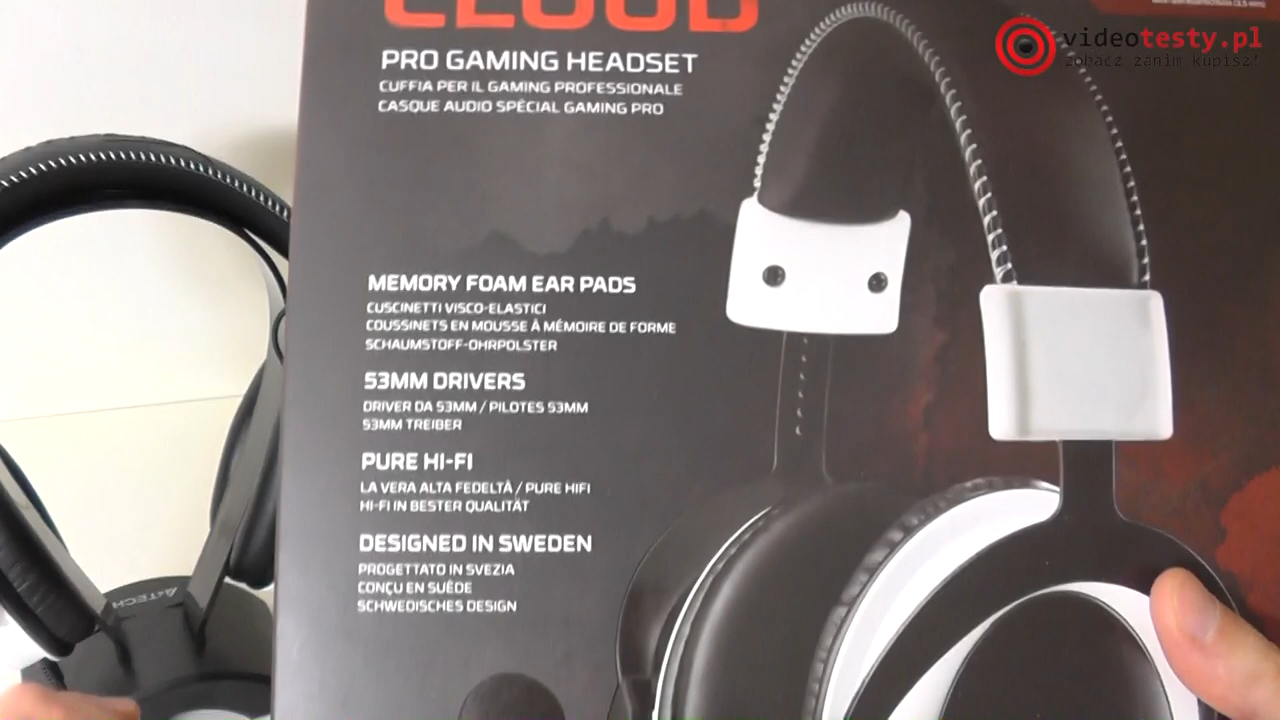 CLOUD
PRO GAMING HEADSET
CUFFIA PER IL GAMING PROFESSIONALE
CASQUE AUDIO SPÉCIAL GAMING PRO
videotesty.pl
zobacz zanim kupisz!
MEMORY FOAM EAR PADS
CUSCINETTI VISCO-ELASTICI
COUSSINETS EN MOUSSE À MÉMOIRE DE FORME
SCHAUMSTOFF-OHRPOLSTER
53MM DRIVERS
DRIVER DA 53MM / PILOTES 53MM
53MM TREIBER
PURE HI-FI
LA VERA ALTA FEDELTÀ / PURE HIFI
HI-FI IN BESTER QUALITÄT
DESIGNED IN SWEDEN
PROGETTATO IN SVEZIA
CONÇU EN SUÈDE
SCHWEDISCHES DESIGN
A4TECH